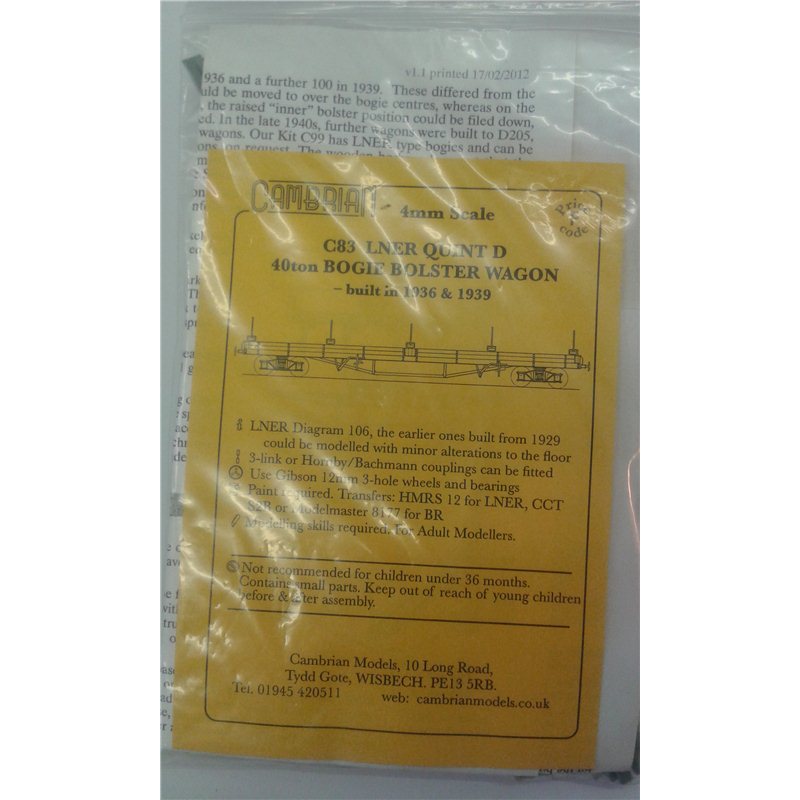 v1.1 printed 17/02/2012
936 and a further 100 in 1939. These differed from the
uld be moved to over the bogie centres, whereas on the
, the raised "inner" bolster position could be filed down,
ed. In the late 1940s, further wagons were built to D205,
wagons. Our Kit C99 has LNER type bogies and can be
on request. The wooden
CAMBRIAN
4mm Scale
Price code
C83 LNER QUINT D
40ton BOGIE BOLSTER WAGON
– built in 1936 & 1939
LNER Diagram 106, the earlier ones built from 1929
could be modelled with minor alterations to the floor
3-link or Hornby/Bachmann couplings can be fitted
Use Gibson 12mm 3-hole wheels and bearings
Paint required. Transfers: HMRS 12 for LNER, CCT
S2B or Modelmaster 8177 for BR
Modelling skills required. For Adult Modellers.
Not recommended for children under 36 months.
Contains small parts. Keep out of reach of young children
before & after assembly.
Cambrian Models, 10 Long Road,
Tydd Gote, WISBECH. PE13 5RB.
Tel. 01945 420511 web: cambrianmodels.co.uk